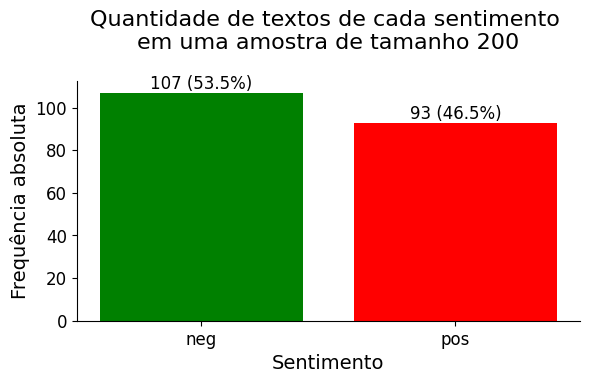 Quantidade de textos de cada sentimento
em uma amostra de tamanho 200
107 (53.5%)
93 (46.5%)
Frequência absoluta
100
80
60
40
20
0
neg
pos
Sentimento